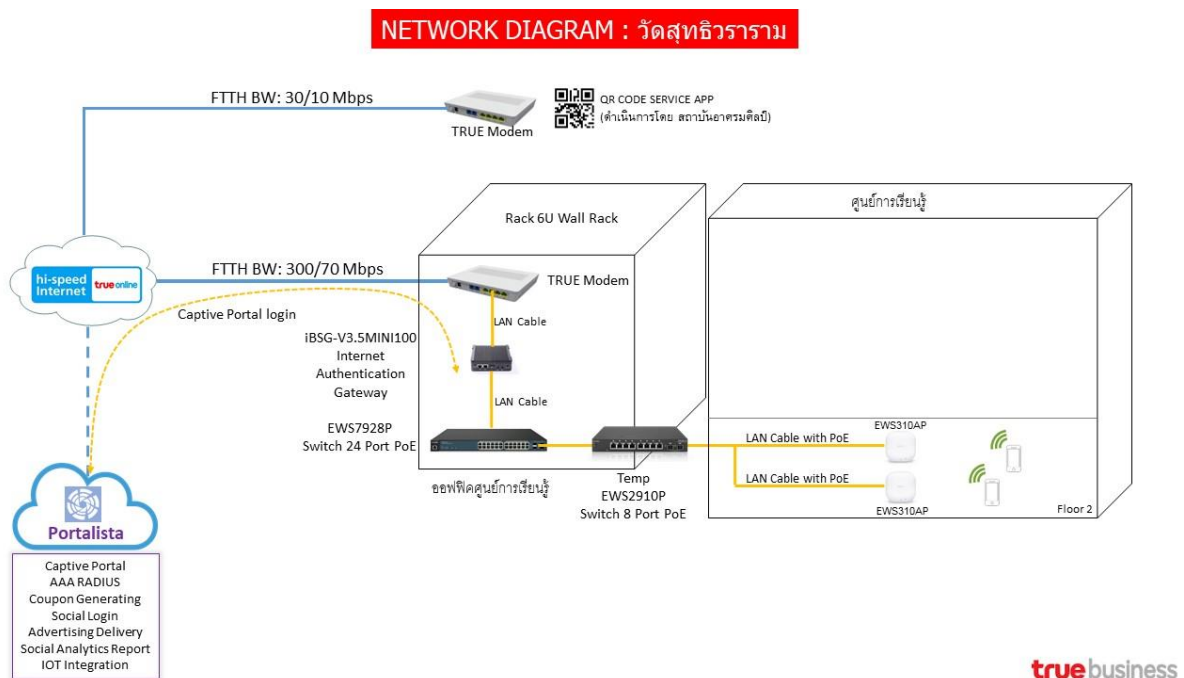 NETWORK DIAGRAM : วัดสุทธิวราราม
FTTH BW: 30/10 Mbps
TRUE Modem
QR CODE SERVICE APP
(ดำเนินการโดย สถาบันอาศรมศิลป์)
hi-speed
Internet
true online
FTTH BW: 300/70 Mbps
Captive Portal login
Rack 6U Wall Rack
TRUE Modem
LAN Cable
iBSG-V3.5MINI100
Internet
Authentication
Gateway
LAN Cable
EWS7928P
Switch 24 Port PoE
ออฟฟิดศูนย์การเรียนรู้
Temp
EWS2910P
Switch 8 Port PoE
ศูนย์การเรียนรู้
LAN Cable with PoE
EWS310AP
LAN Cable with PoE
EWS310AP
Floor 2
Portalista
Captive Portal
AAA RADIUS
Coupon Generating
Social Login
Advertising Delivery
Social Analytics Report
IOT Integration
true business